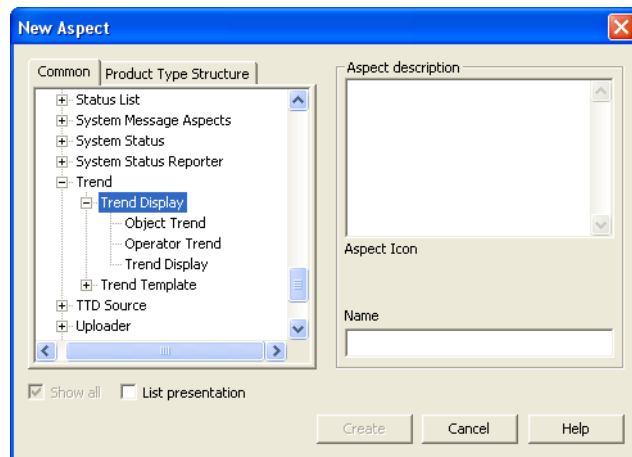 New Aspect
Common
Product Type Structure
Status List
System Message Aspects
System Status
System Status Reporter
Trend
Trend Display
Object Trend
Operator Trend
Trend Display
Trend Template
TTD Source
Uploader
Aspect description
Aspect Icon
Name
Show all
List presentation
Create
Cancel
Help